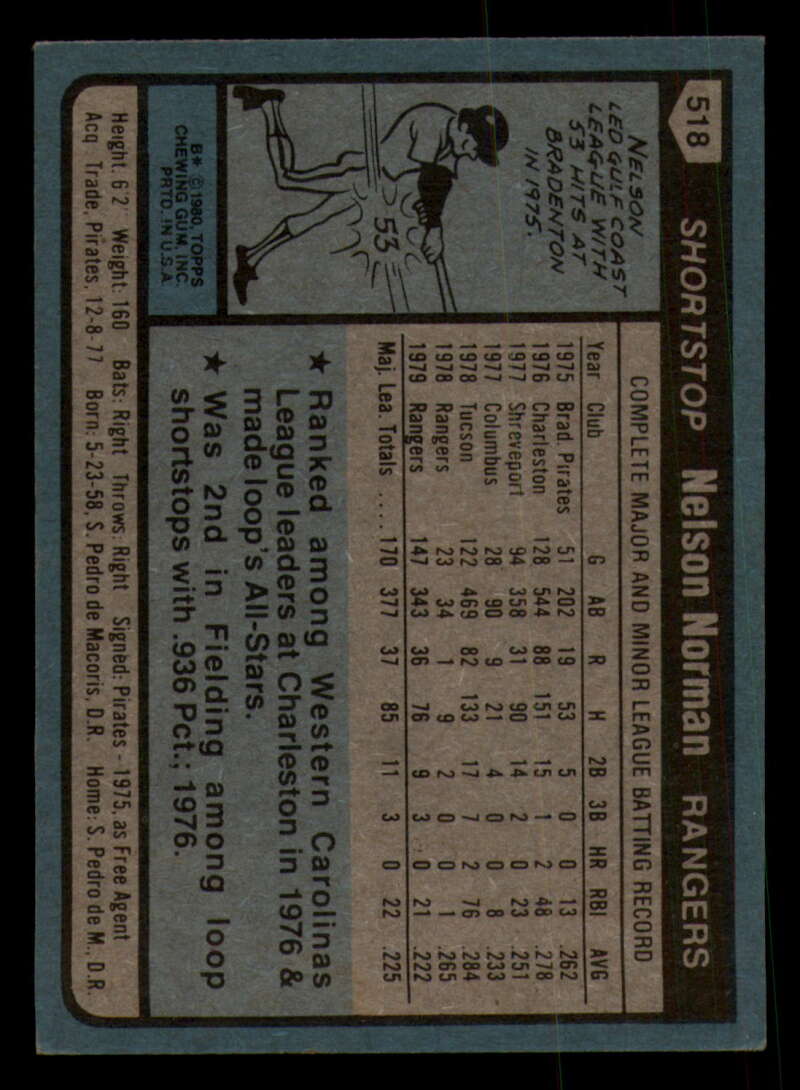 518 SHORTSTOP Nelson Norman RANGERS
NELSON
LED GULF COAST
LEAGUE WITH
53 HITS AT
BRADENTON
IN 1975.
53
B* © 1980, TOPPS
CHEWING GUM, INC.
PRTD. IN U.S.A.
COMPLETE MAJOR AND MINOR LEAGUE BATTING RECORD
Year Club G AB R H 2B 3B HR RBI AVG
1975 Brad. Pirates 51 202 19 53 5 0 0 13 .262
1976 Charleston 128 544 88 151 15 1 2 48 .278
1977 Shreveport 94 358 31 90 14 2 0 23 .251
1977 Columbus 28 90 9 21 4 0 0 8 .233
1978 Tucson 122 469 82 133 17 7 2 76 .284
1978 Rangers 23 34 1 9 2 0 0 1 .265
1979 Rangers 147 343 36 76 9 3 0 21 .222
Maj. Lea. Totals .... 170 377 37 85 11 3 0 22 .225
★ Ranked among Western Carolinas
League leaders at Charleston in 1976 &
made loop's All-Stars.
★ Was 2nd in Fielding among loop
shortstops with .936 Pct.; 1976.
Height: 6'2" Weight: 160 Bats: Right Throws: Right Signed: Pirates - 1975, as Free Agent
Acq Trade, Pirates, 12-8-77 Born: 5-23-58, S. Pedro de Macoris, D.R. Home: S. Pedro de M., D.R.